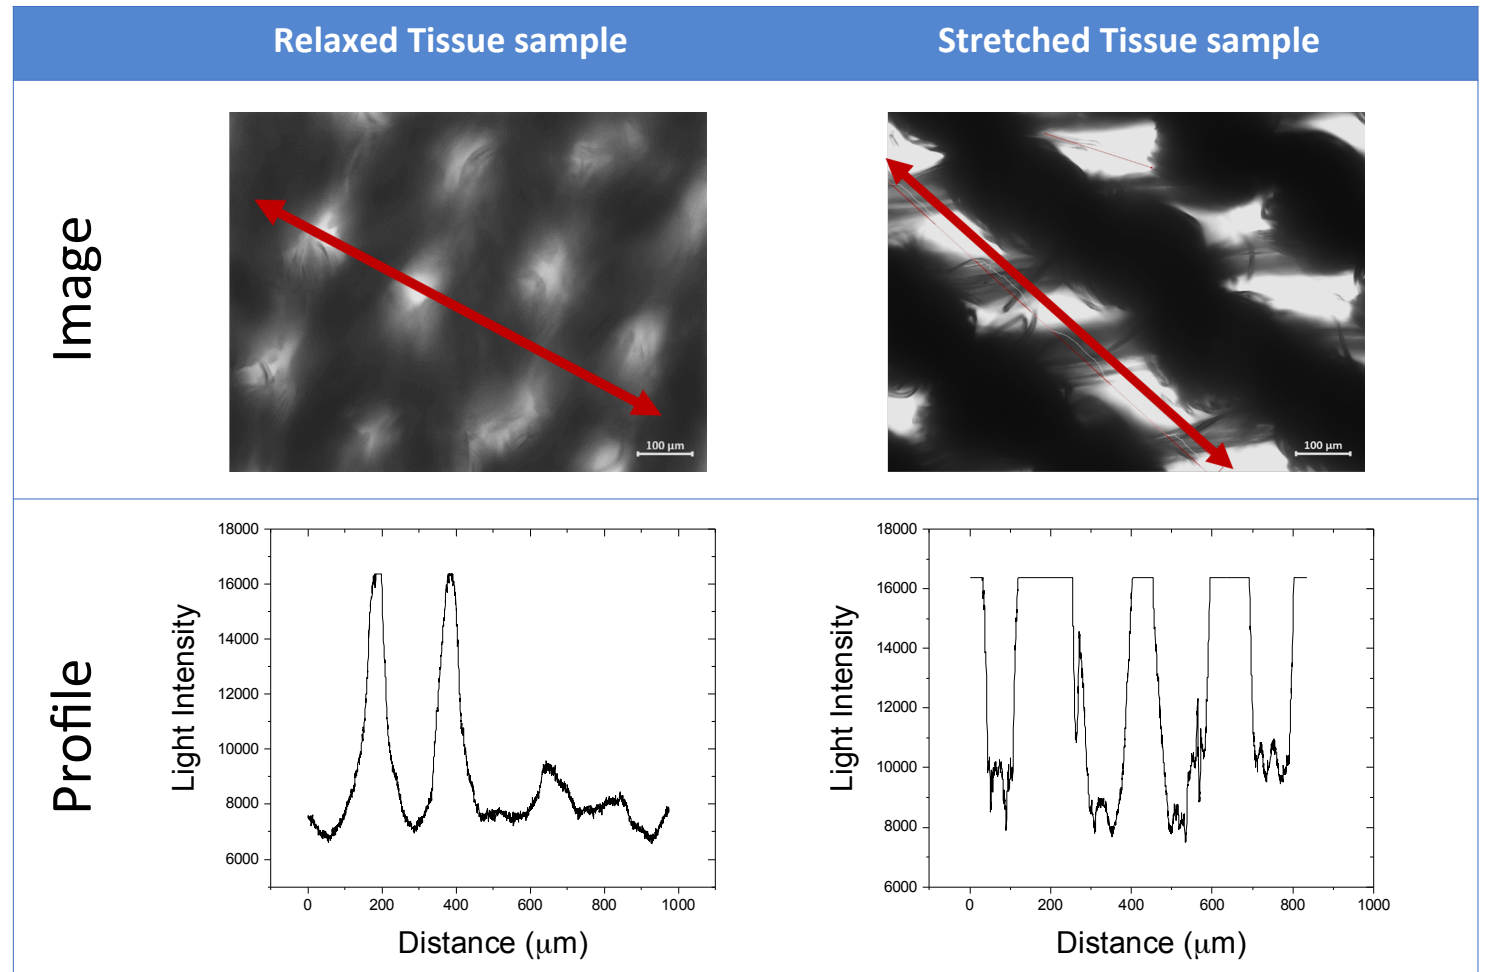 Relaxed Tissue sample
Stretched Tissue sample
Image
100 µm
100 µm
Profile
18000
16000
14000
12000
10000
8000
6000
Light Intensity
0 200 400 600 800 1000
Distance (µm)
18000
16000
14000
12000
10000
8000
6000
Light Intensity
0 200 400 600 800 1000
Distance (µm)